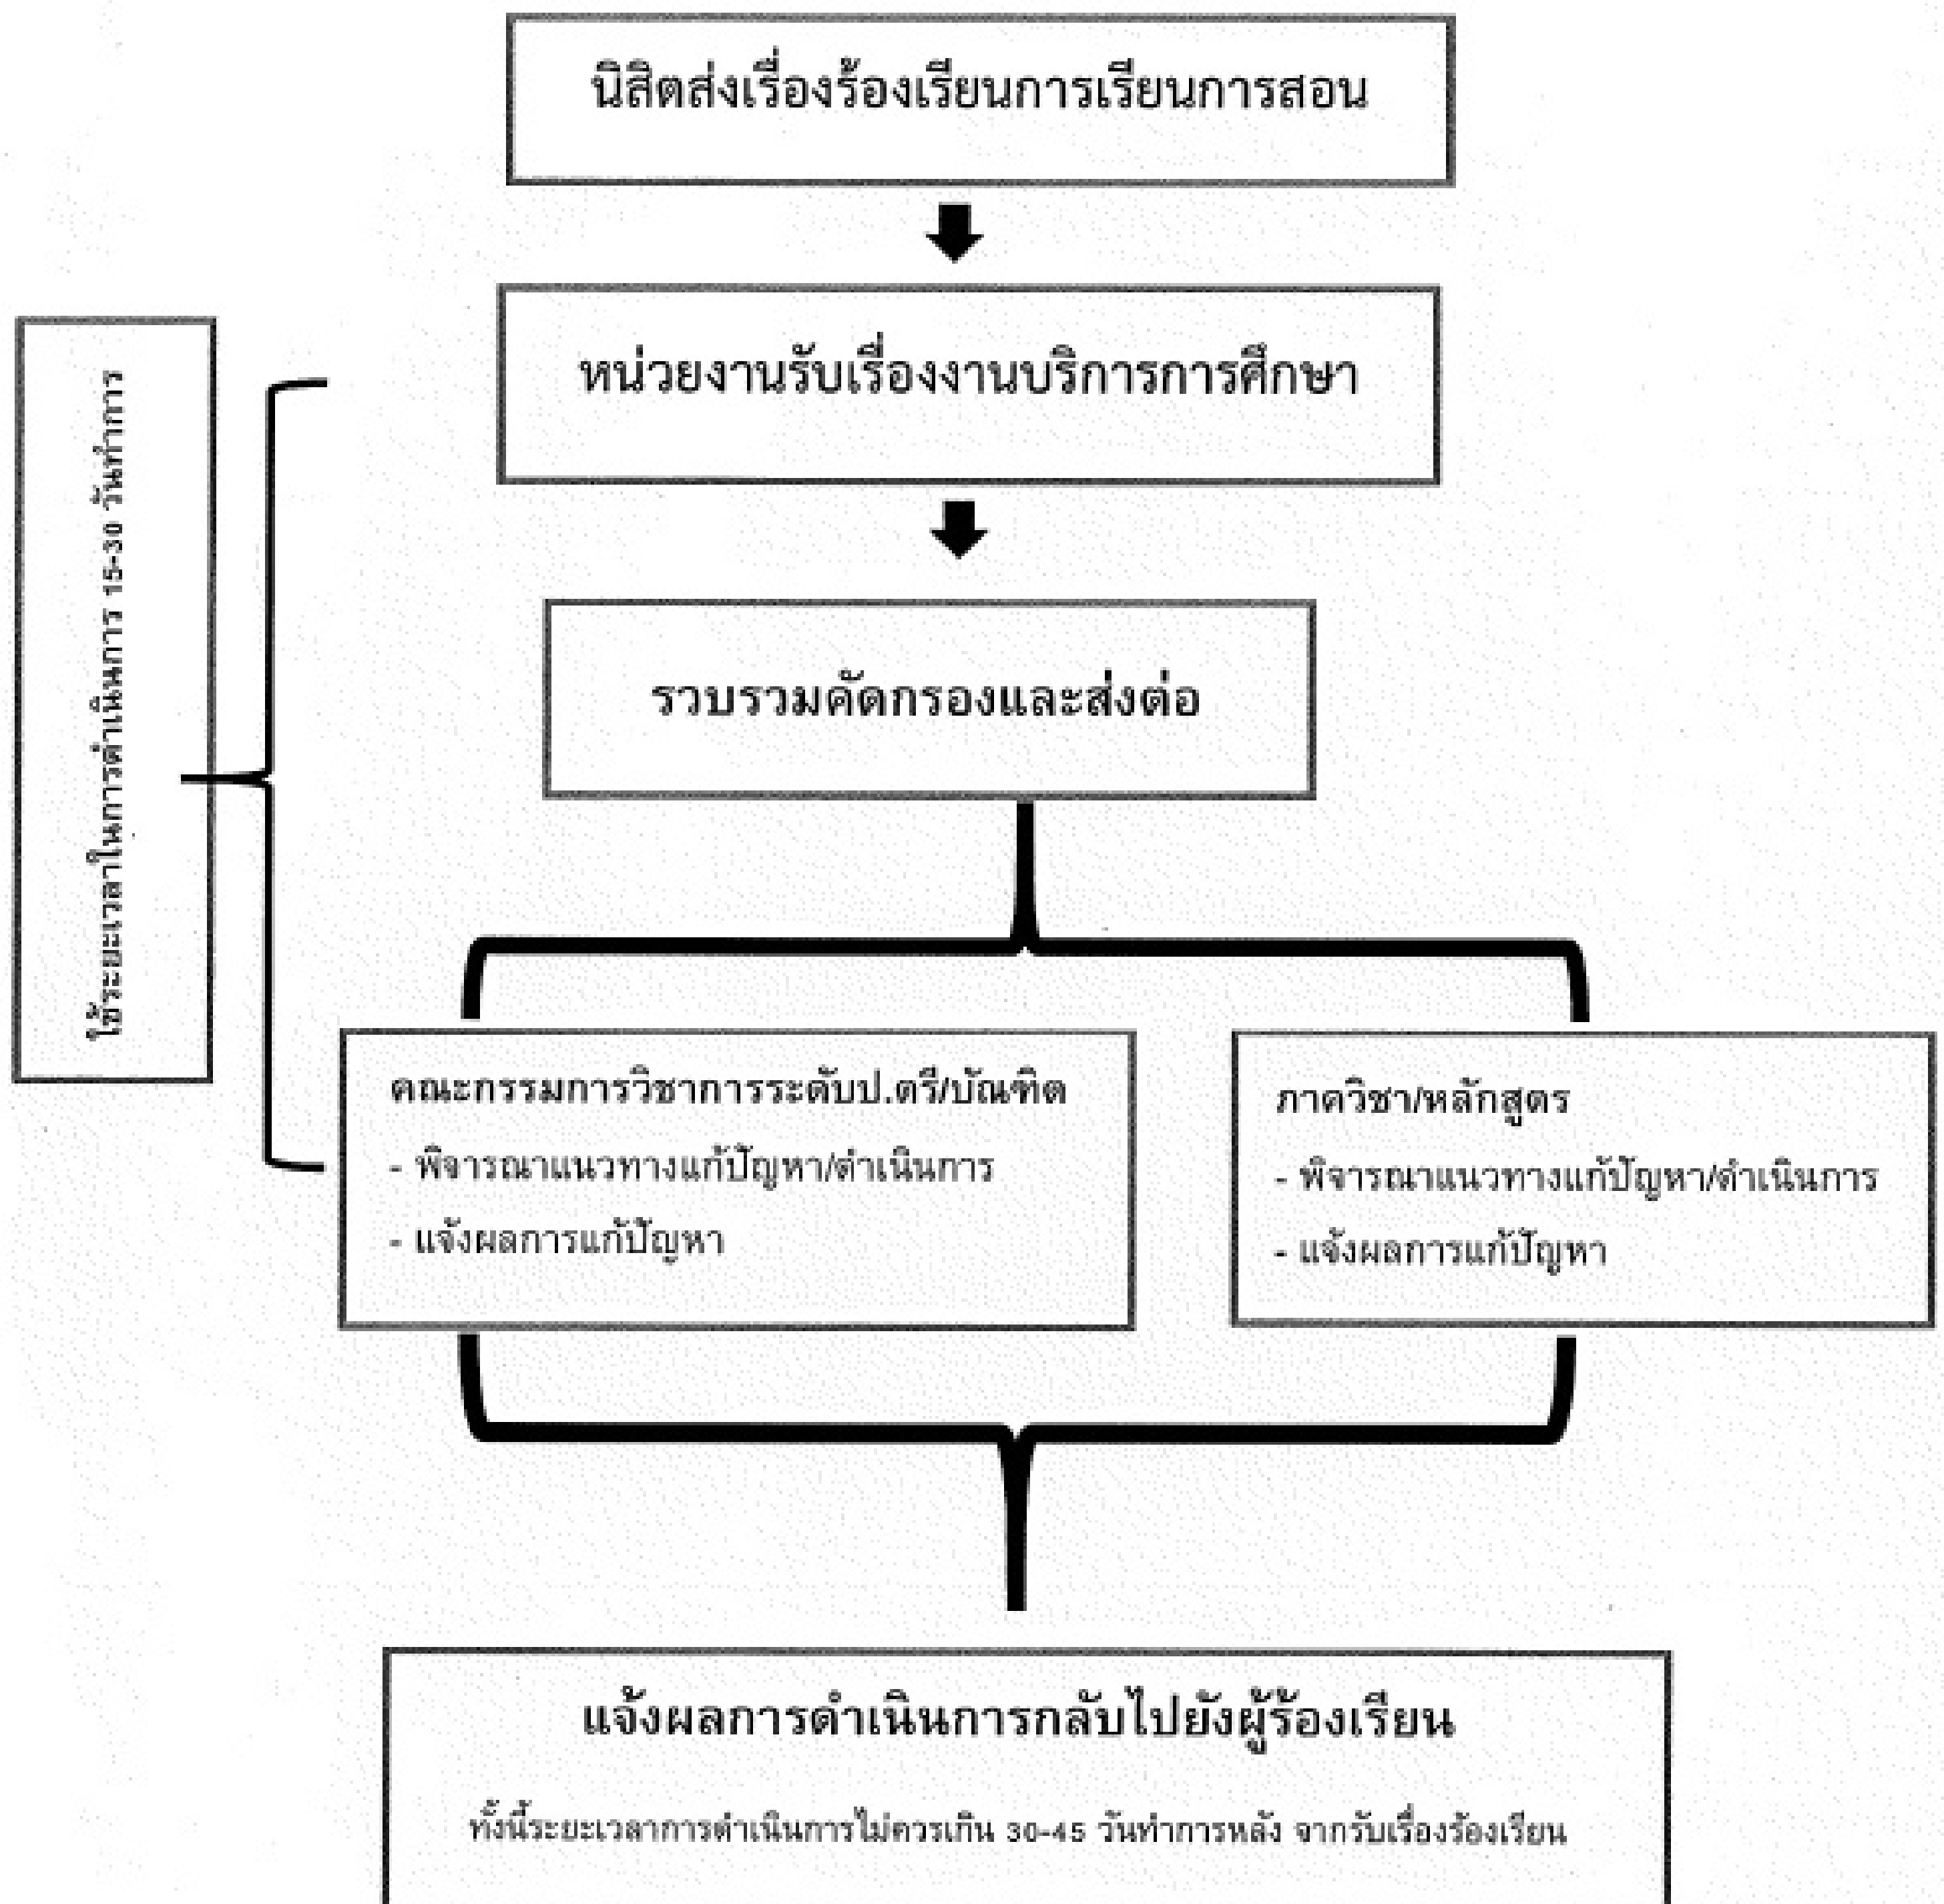 นิสิตส่งเรื่องร้องเรียนการเรียนการสอน
หน่วยงานรับเรื่องงานบริการการศึกษา
ใช้ระยะเวลาในการดำเนินการ 15-30 วันทำการ
รวบรวมคัดกรองและส่งต่อ
คณะกรรมการวิชาการระดับป.ตรี/บัณฑิต
- พิจารณาแนวทางแก้ปัญหา/ดำเนินการ
- แจ้งผลการแก้ปัญหา
ภาควิชา/หลักสูตร
- พิจารณาแนวทางแก้ปัญหา/ดำเนินการ
- แจ้งผลการแก้ปัญหา
แจ้งผลการดำเนินการกลับไปยังผู้ร้องเรียน
ทั้งนี้ระยะเวลาการดำเนินการไม่ควรเกิน 30-45 วันทำการหลัง จากรับเรื่องร้องเรียน